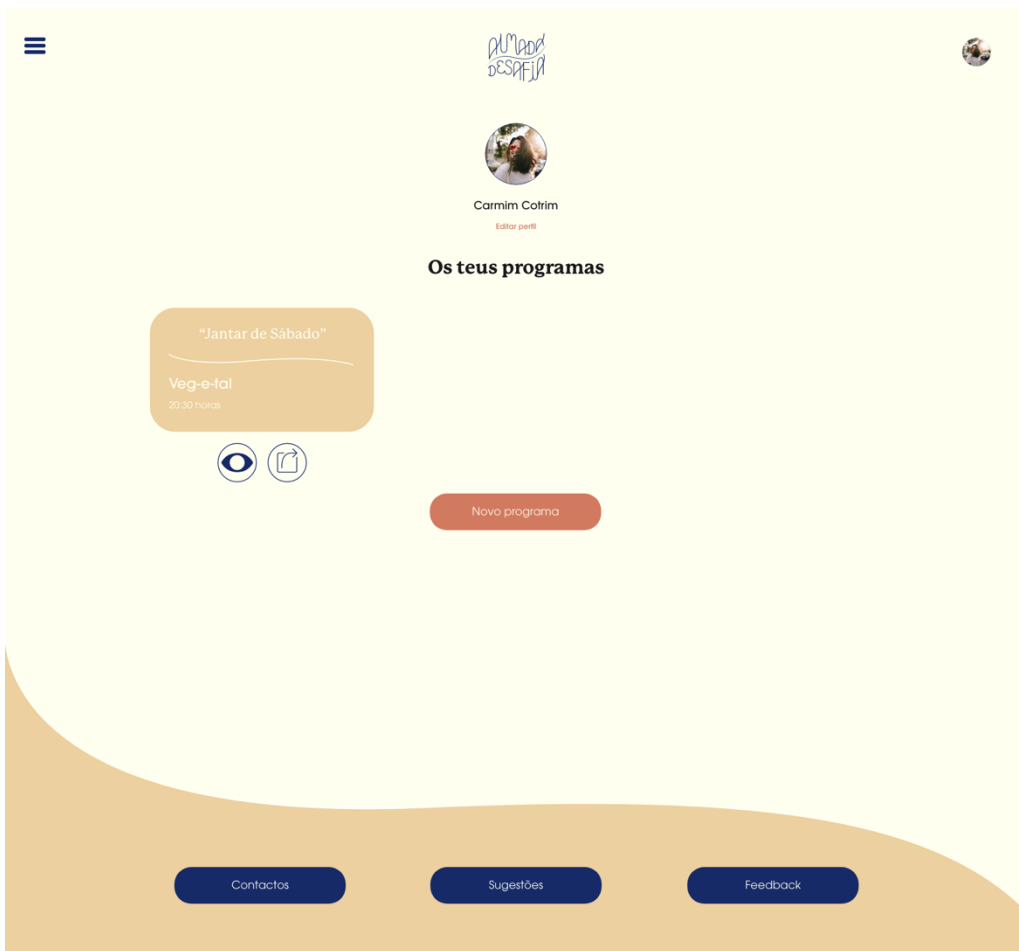 ALMADA
DESAFIA
Carmim Cotrim
Editar perfil
Os teus programas
“Jantar de Sábado”
Veg-e-tal
20:30 horas
Novo programa
Contactos
Sugestões
Feedback